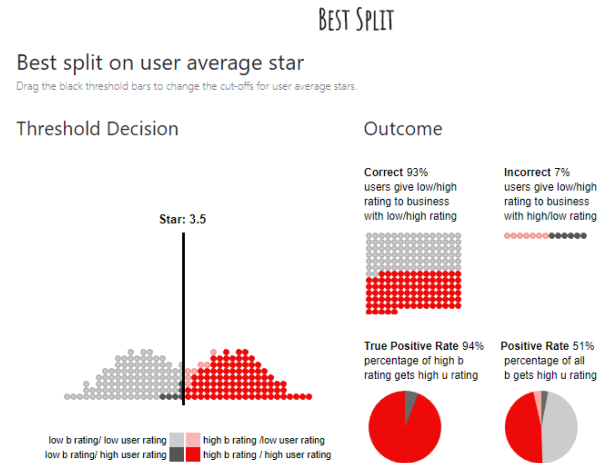 BEST SPLIT
Best split on user average star
Drag the black threshold bars to change the cut-offs for user average stars.
Threshold Decision
Outcome
Correct 93%
users give low/high
rating to business
with low/high rating
Incorrect 7%
users give low/high
rating to business
with high/low rating
Star: 3.5
True Positive Rate 94%
percentage of high b
rating gets high u rating
Positive Rate 51%
percentage of all
b gets high u rating
low b rating/ low user rating
high b rating /low user rating
low b rating/ high user rating
high b rating / high user rating